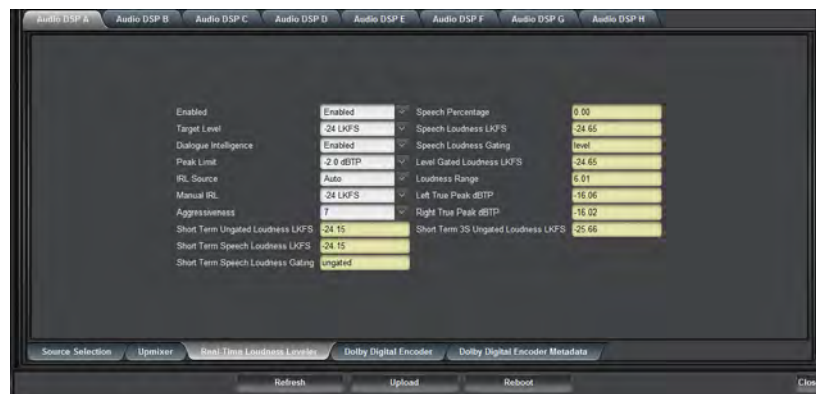 Audio DSP A Audio DSP B Audio DSP C Audio DSP D Audio DSP E Audio DSP F Audio DSP G Audio DSP H
Enabled Enabled Speech Percentage 0.00
Target Level -24 LKFS Speech Loudness LKFS -24.65
Dialogue Intelligence Enabled Speech Loudness Gating level
Peak Limit -2.0 dBTP Level Gated Loudness LKFS -24.65
IRL Source Auto Loudness Range 6.01
Manual IRL -24 LKFS Left True Peak dBTP -16.06
Aggressiveness 7 Right True Peak dBTP -16.02
Short Term Ungated Loudness LKFS -24.15 Short Term 3S Ungated Loudness LKFS -25.66
Short Term Speech Loudness LKFS -24.15
Short Term Speech Loudness Gating ungated
Source Selection Upmixer Real-Time Loudness Leveler Dolby Digital Encoder Dolby Digital Encoder Metadata
Refresh Upload Reboot Clos